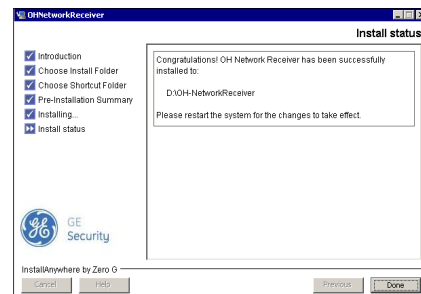 OHNetworkReceiver
Install status
Introduction
Choose Install Folder
Choose Shortcut Folder
Pre-Installation Summary
Installing...
Install status
Congratulations! OH Network Receiver has been successfully
installed to:
D:\OH-NetworkReceiver
Please restart the system for the changes to take effect.
GE
Security
InstallAnywhere by Zero G
Cancel
Help
Previous
Done